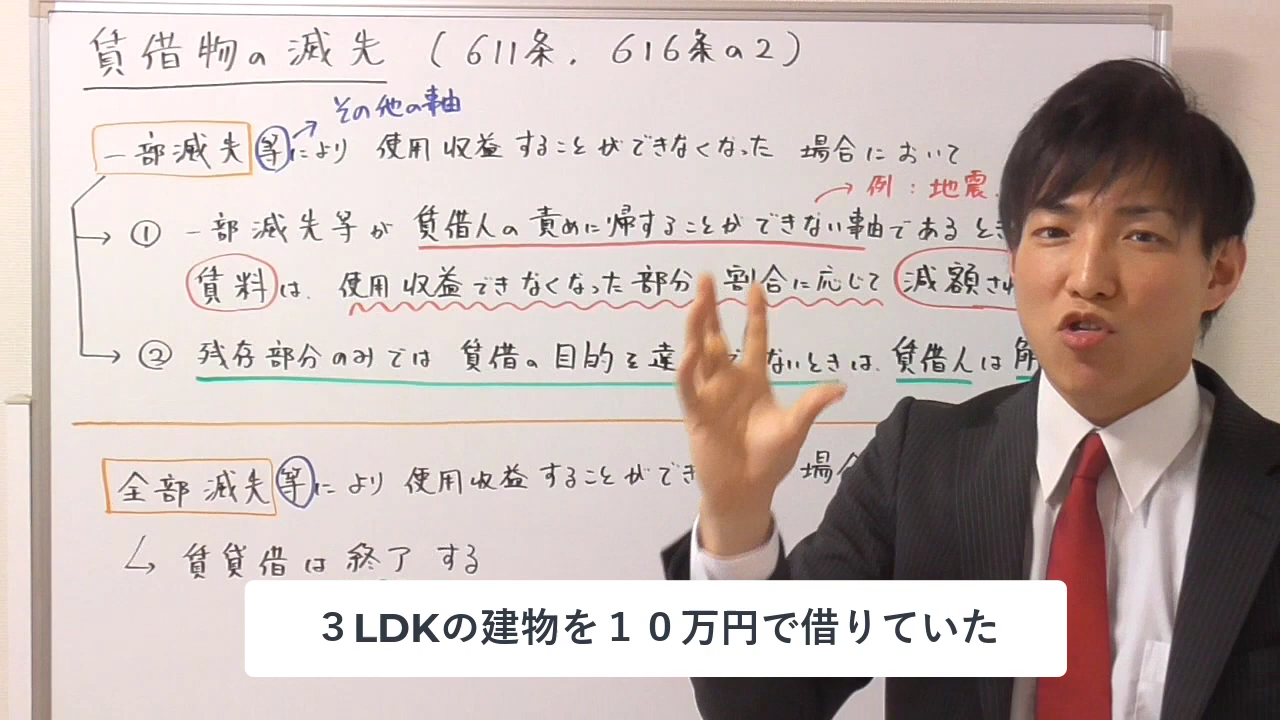 賃借物の滅失 (611条．616条の2)
その他の事由
一部滅失等により 使用収益することができなくなった 場合において
例：地震
① 一部滅失等が 賃借人の責めに帰することができない事由であるとき
賃料は、使用収益できなくなった部分 割合に応じて 減額され
② 残存部分のみでは 賃借の目的を達 ないときは、賃借人は解
全部滅失等により 使用収益することができ 場合
賃貸借は終了する
３LDKの建物を１０万円で借りていた